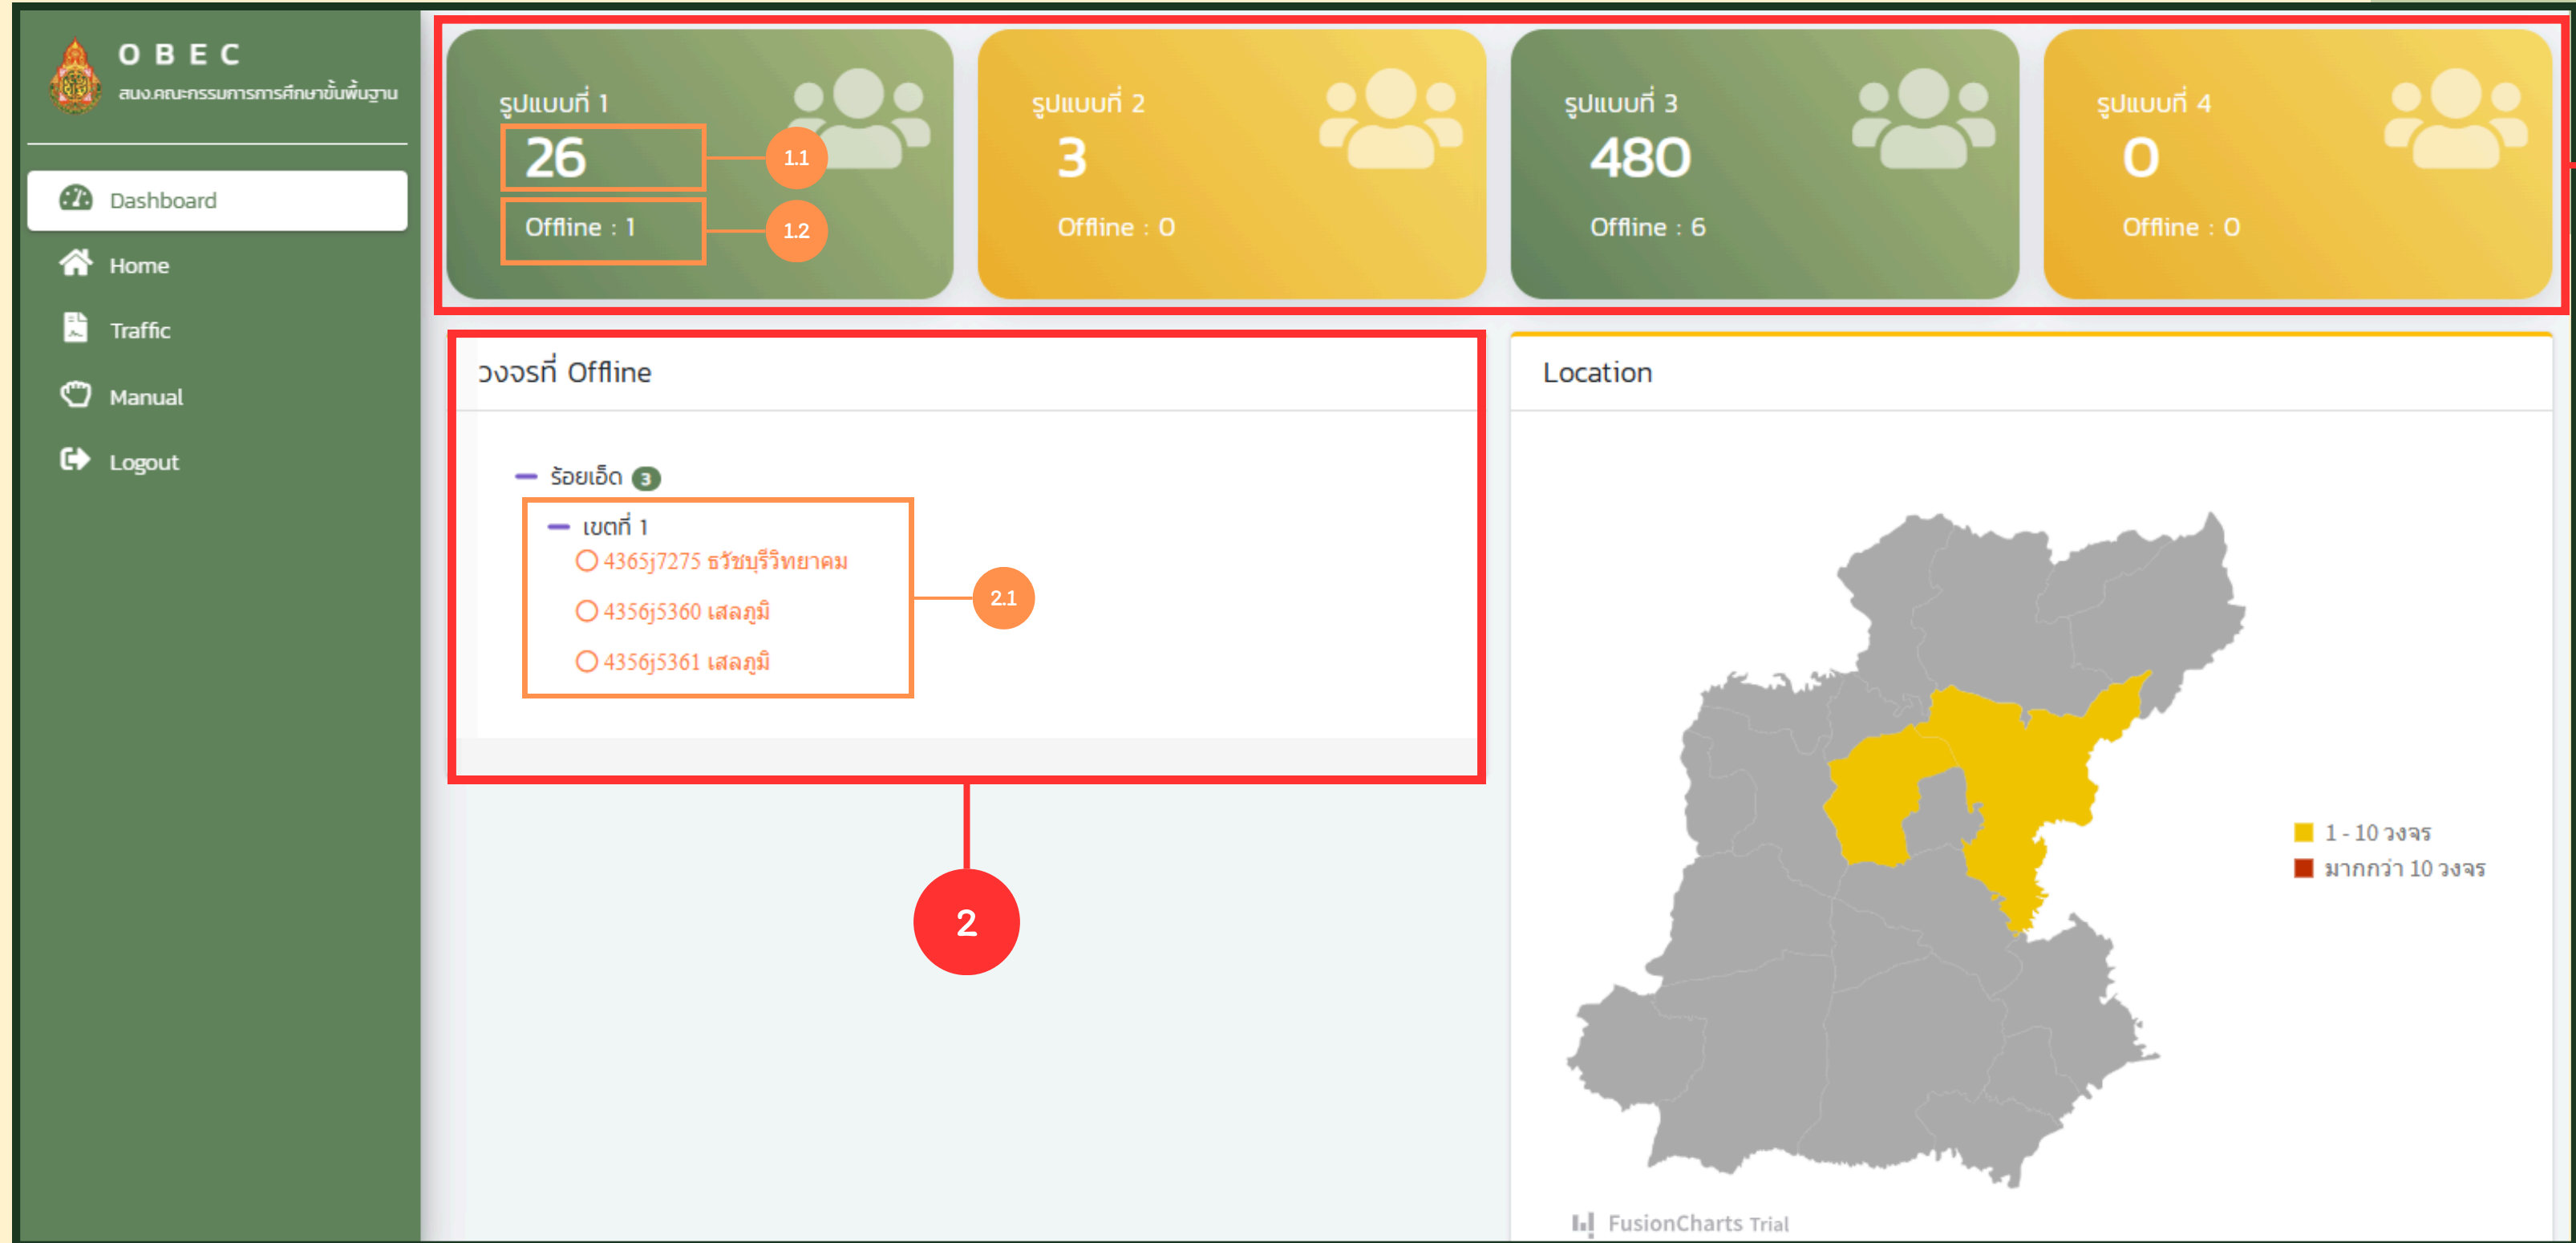 O B E C
สนง.คณะกรรมการการศึกษาขั้นพื้นฐาน
Dashboard
Home
Traffic
Manual
Logout
รูปแบบที่ 1
26
1.1
Offline : 1
1.2
รูปแบบที่ 2
3
Offline : 0
รูปแบบที่ 3
480
Offline : 6
รูปแบบที่ 4
0
Offline : 0
วงจรที่ Offline
ร้อยเอ็ด 3
เขตที่ 1
4365j7275 ธวัชบุรีวิทยาคม
4356j5360 เสลภูมิ
4356j5361 เสลภูมิ
2.1
2
Location
1 - 10 วงจร
มากกว่า 10 วงจร
FusionCharts Trial